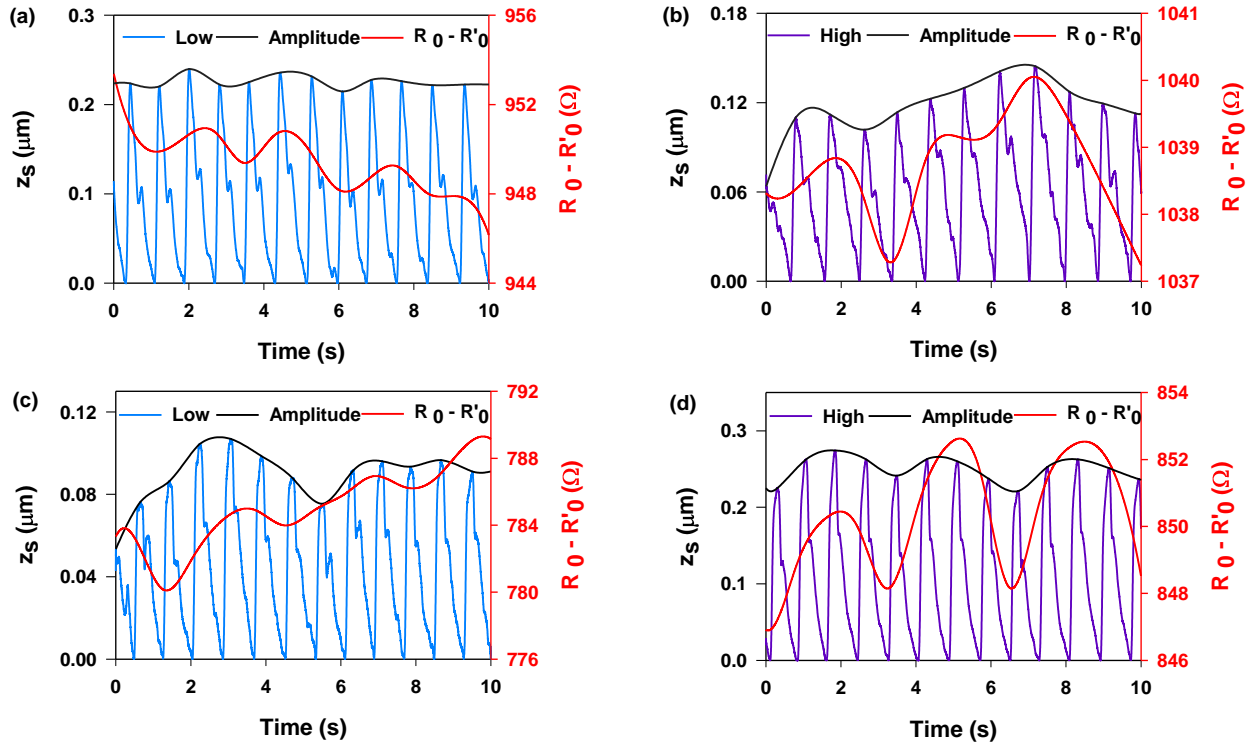 (a)
Low Amplitude R 0 - R'0
0.3
0.2
0.1
0.0
zs (μm)
956
952
948
944
R 0 - R'0 (Ω)
0 2 4 6 8 10
Time (s)
(b)
High Amplitude R 0 - R'0
0.18
0.12
0.06
0.00
zs (μm)
1041
1040
1039
1038
1037
R 0 - R'0 (Ω)
0 2 4 6 8 10
Time (s)
(c)
Low Amplitude R 0 - R'0
0.12
0.08
0.04
0.00
zs (μm)
792
788
784
780
776
R 0 - R'0 (Ω)
0 2 4 6 8 10
Time (s)
(d)
High Amplitude R 0 - R'0
0.3
0.2
0.1
0.0
zs (μm)
854
852
850
848
846
R 0 - R'0 (Ω)
0 2 4 6 8 10
Time (s)